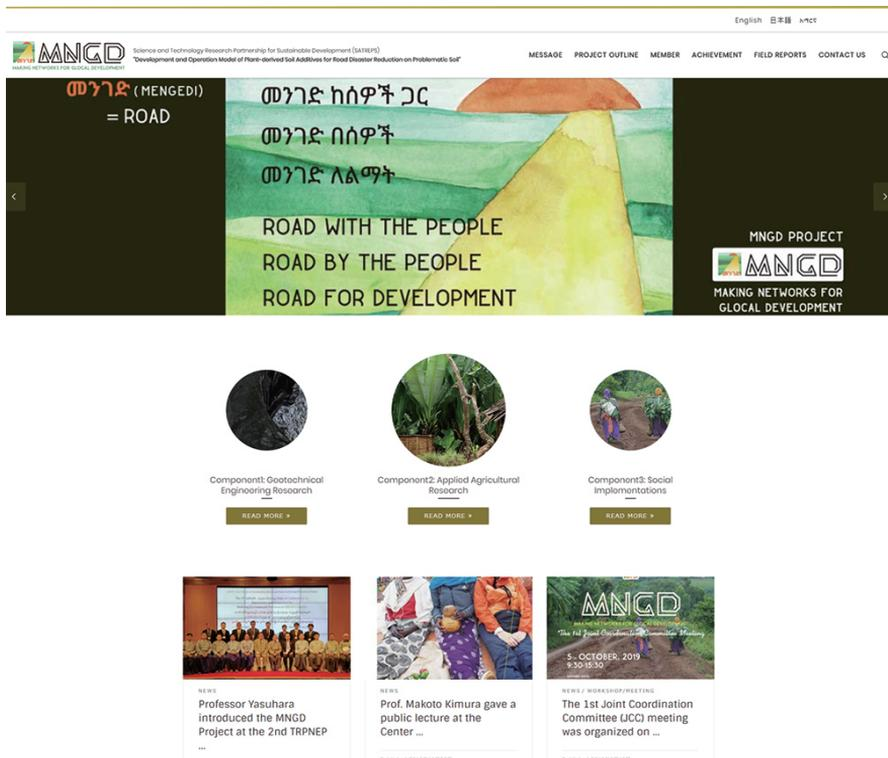 English 日本語 አማርኛ
MNGD
MAKING NETWORKS FOR GLOCAL DEVELOPMENT
Science and Technology Research Partnership for Sustainable Development (SATREPS)
"Development and Operation Model of Plant-derived Soil Additives for Road Disaster Reduction on Problematic Soil"
MESSAGE PROJECT OUTLINE MEMBER ACHIEVEMENT FIELD REPORTS CONTACT US
መንገድ (MENGEDI)
= ROAD
መንገድ ከሰዎች ጋር
መንገድ በሰዎች
መንገድ ለልማት
ROAD WITH THE PEOPLE
ROAD BY THE PEOPLE
ROAD FOR DEVELOPMENT
MNGD PROJECT
MNGD
MAKING NETWORKS FOR
GLOCAL DEVELOPMENT
Component1: Geotechnical
Engineering Research
READ MORE »
Component2: Applied Agricultural
Research
READ MORE »
Component3: Social
Implementations
READ MORE »
NEWS
Professor Yasuhara
introduced the MNGD
Project at the 2nd TRPNEP
...
NEWS
Prof. Makoto Kimura gave a
public lecture at the
Center ...
MNGD
MAKING NETWORKS FOR GLOCAL DEVELOPMENT
"The 1st Joint Coordination Committee Meeting
5th OCTOBER, 2019
9:30-15:30
NEWS / WORKSHOP/MEETING
The 1st Joint Coordination
Committee (JCC) meeting
was organized on ...